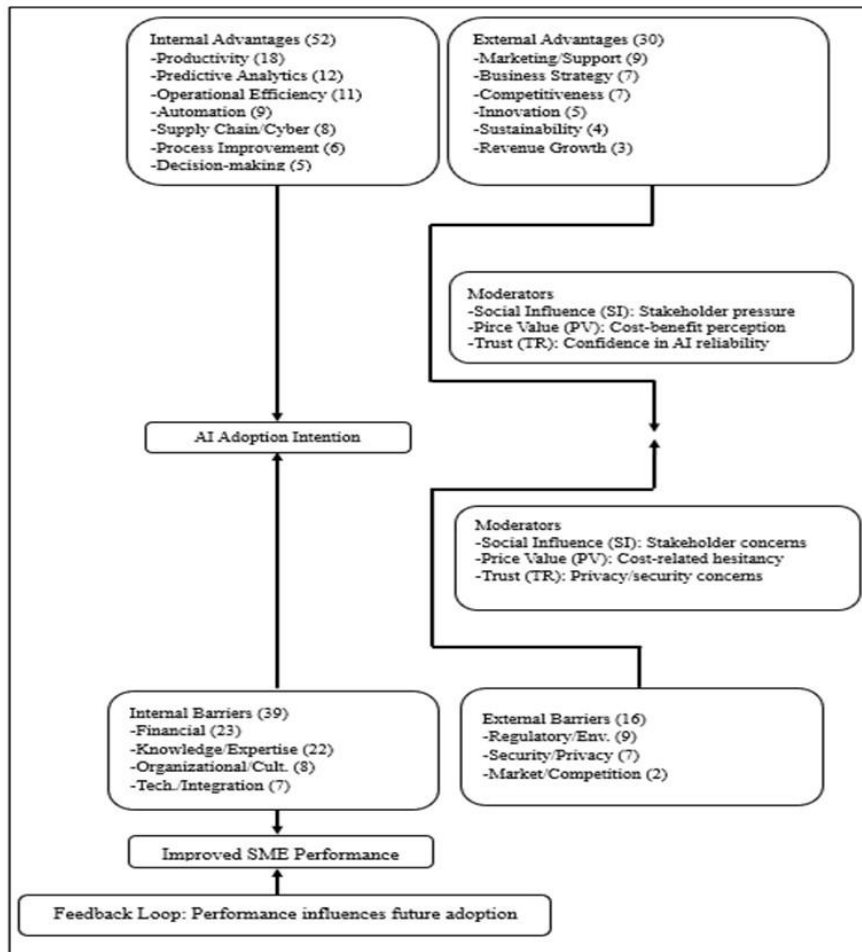 Internal Advantages (52)
-Productivity (18)
-Predictive Analytics (12)
-Operational Efficiency (11)
-Automation (9)
-Supply Chain/Cyber (8)
-Process Improvement (6)
-Decision-making (5)
External Advantages (30)
-Marketing/Support (9)
-Business Strategy (7)
-Competitiveness (7)
-Innovation (5)
-Sustainability (4)
-Revenue Growth (3)
Moderators
-Social Influence (SI): Stakeholder pressure
-Pirce Value (PV): Cost-benefit perception
-Trust (TR): Confidence in AI reliability
AI Adoption Intention
Moderators
-Social Influence (SI): Stakeholder concerns
-Price Value (PV): Cost-related hesitancy
-Trust (TR): Privacy/security concerns
Internal Barriers (39)
-Financial (23)
-Knowledge/Expertise (22)
-Organizational/Cult. (8)
-Tech./Integration (7)
External Barriers (16)
-Regulatory/Env. (9)
-Security/Privacy (7)
-Market/Competition (2)
Improved SME Performance
Feedback Loop: Performance influences future adoption